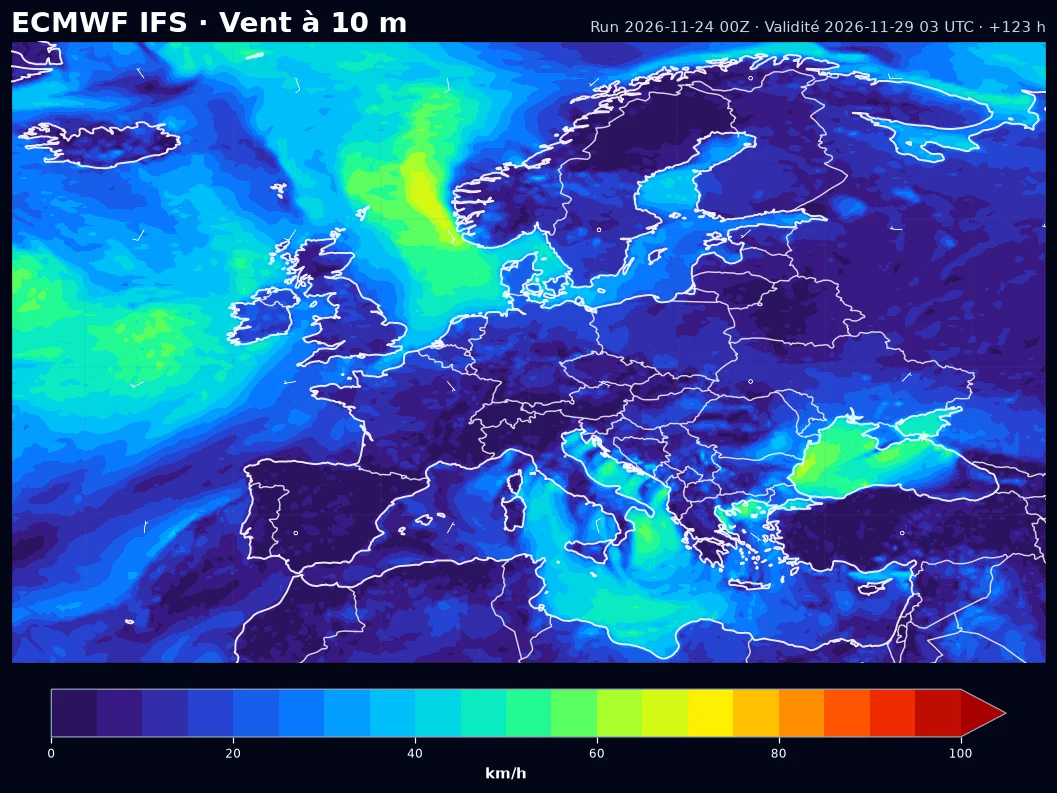 ECMWF IFS · Vent à 10 m
Run 2026-11-24 00Z · Validité 2026-11-29 03 UTC · +123 h
0 20 40 60 80 100
km/h